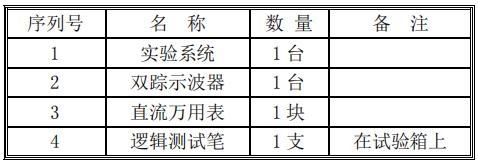 序列号 名 称 数 量 备 注
1 实验系统 1台
2 双踪示波器 1台
3 直流万用表 1块
4 逻辑测试笔 1支 在试验箱上